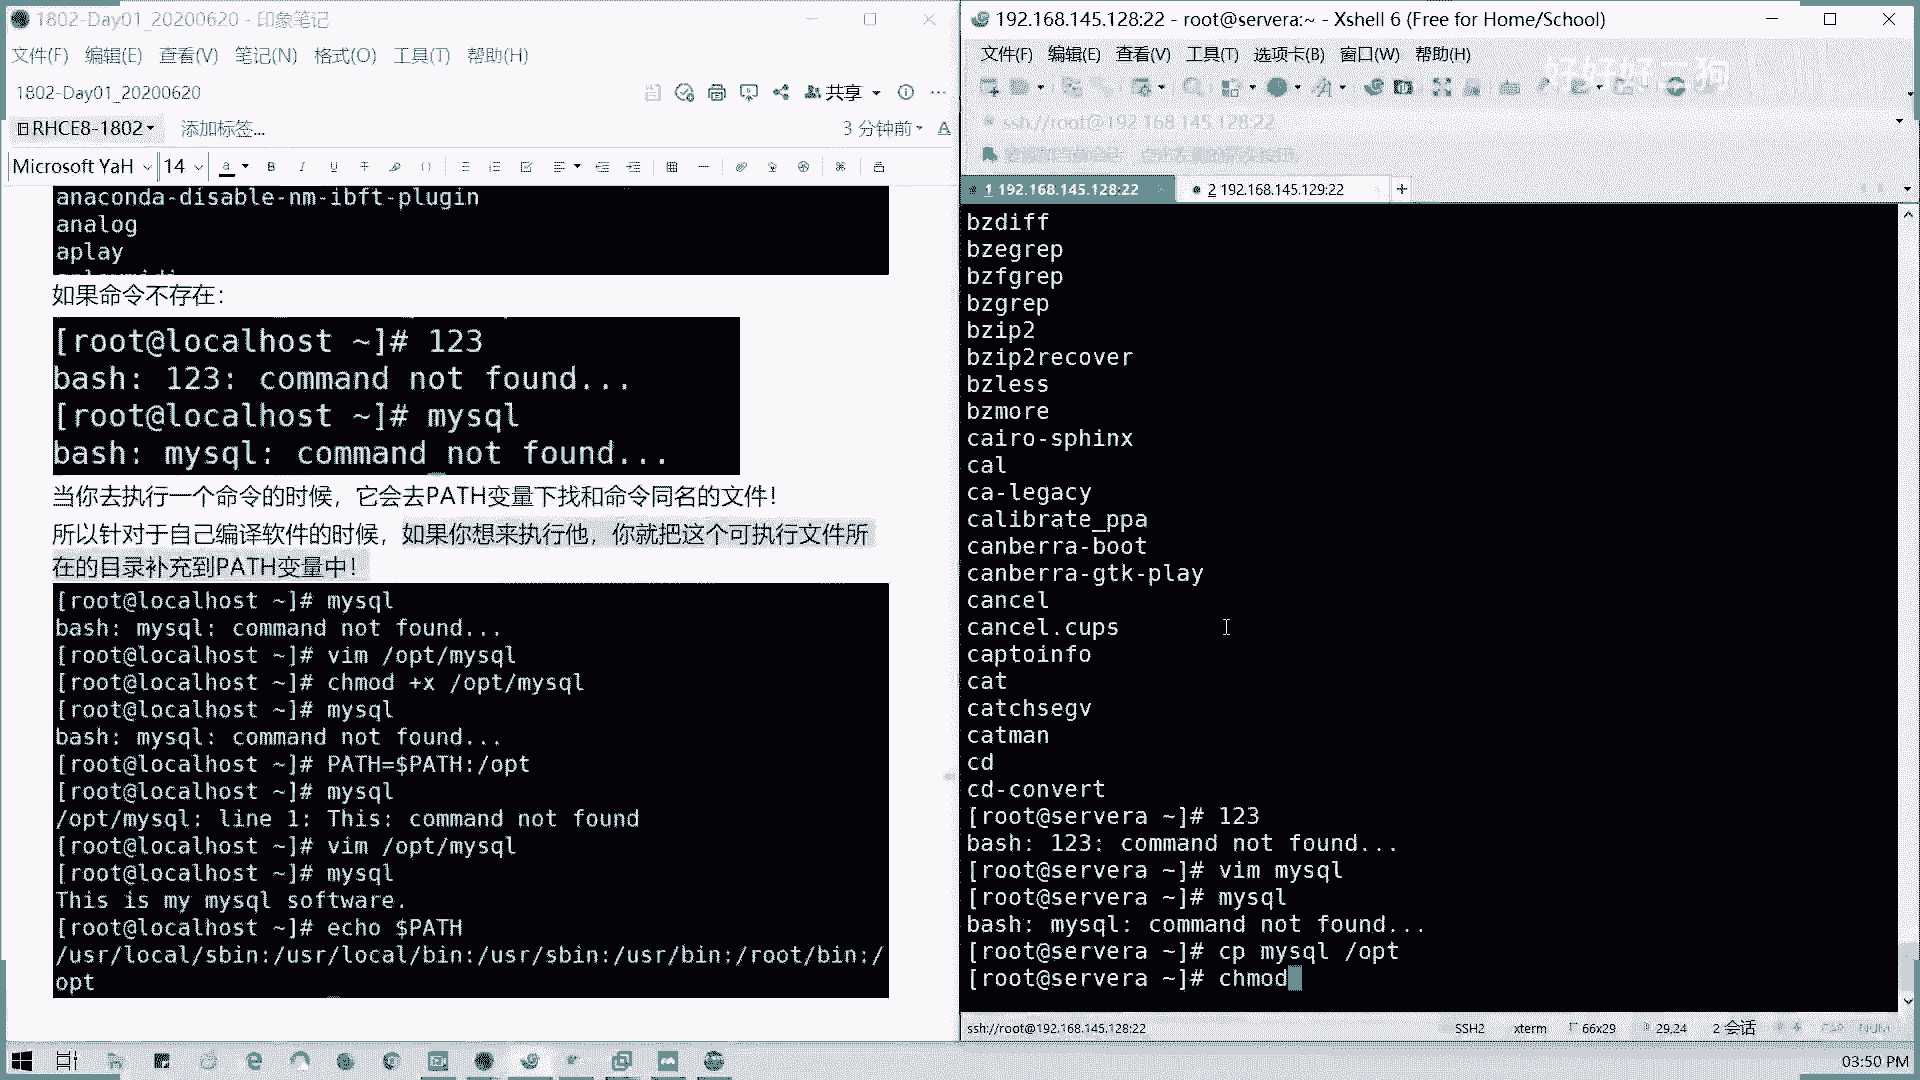 1802-Day01_20200620 - 印象笔记
文件(F) 编辑(E) 查看(V) 笔记(N) 格式(O) 工具(T) 帮助(H)
1802-Day01_20200620
共享
RHCE8-1802
添加标签...
3 分钟前
Microsoft YaH
14
anaconda-disable-nm-ibft-plugin
analog
aplay
如果命令不存在：
[root@localhost ~]# 123
bash: 123: command not found...
[root@localhost ~]# mysql
bash: mysql: command not found...
当你去执行一个命令的时候，它会去PATH变量下找和命令同名的文件！
所以针对于自己编译软件的时候，如果你想来执行他，你就把这个可执行文件所
在的目录补充到PATH变量中！
[root@localhost ~]# mysql
bash: mysql: command not found...
[root@localhost ~]# vim /opt/mysql
[root@localhost ~]# chmod +x /opt/mysql
[root@localhost ~]# mysql
bash: mysql: command not found...
[root@localhost ~]# PATH=$PATH:/opt
[root@localhost ~]# mysql
/opt/mysql: line 1: This: command not found
[root@localhost ~]# vim /opt/mysql
[root@localhost ~]# mysql
This is my mysql software.
[root@localhost ~]# echo $PATH
/usr/local/sbin:/usr/local/bin:/usr/sbin:/usr/bin:/root/bin:/
opt
192.168.145.128:22 - root@servera:~ - Xshell 6 (Free for Home/School)
文件(F) 编辑(E) 查看(V) 工具(T) 选项卡(B) 窗口(W) 帮助(H)
好好好二狗
ssh://root@192.168.145.128:22
1 192.168.145.128:22
2 192.168.145.129:22
bzdiff
bzegrep
bzfgrep
bzgrep
bzip2
bzip2recover
bzless
bzmore
cairo-sphinx
cal
ca-legacy
calibrate_ppa
canberra-boot
canberra-gtk-play
cancel
cancel.cups
captoinfo
cat
catchsegv
catman
cd
cd-convert
[root@servera ~]# 123
bash: 123: command not found...
[root@servera ~]# vim mysql
[root@servera ~]# mysql
bash: mysql: command not found...
[root@servera ~]# cp mysql /opt
[root@servera ~]# chmod
ssh://root@192.168.145.128:22
SSH2
xterm
66x29
29,24
2 会话
CAP NUM
03:50 PM